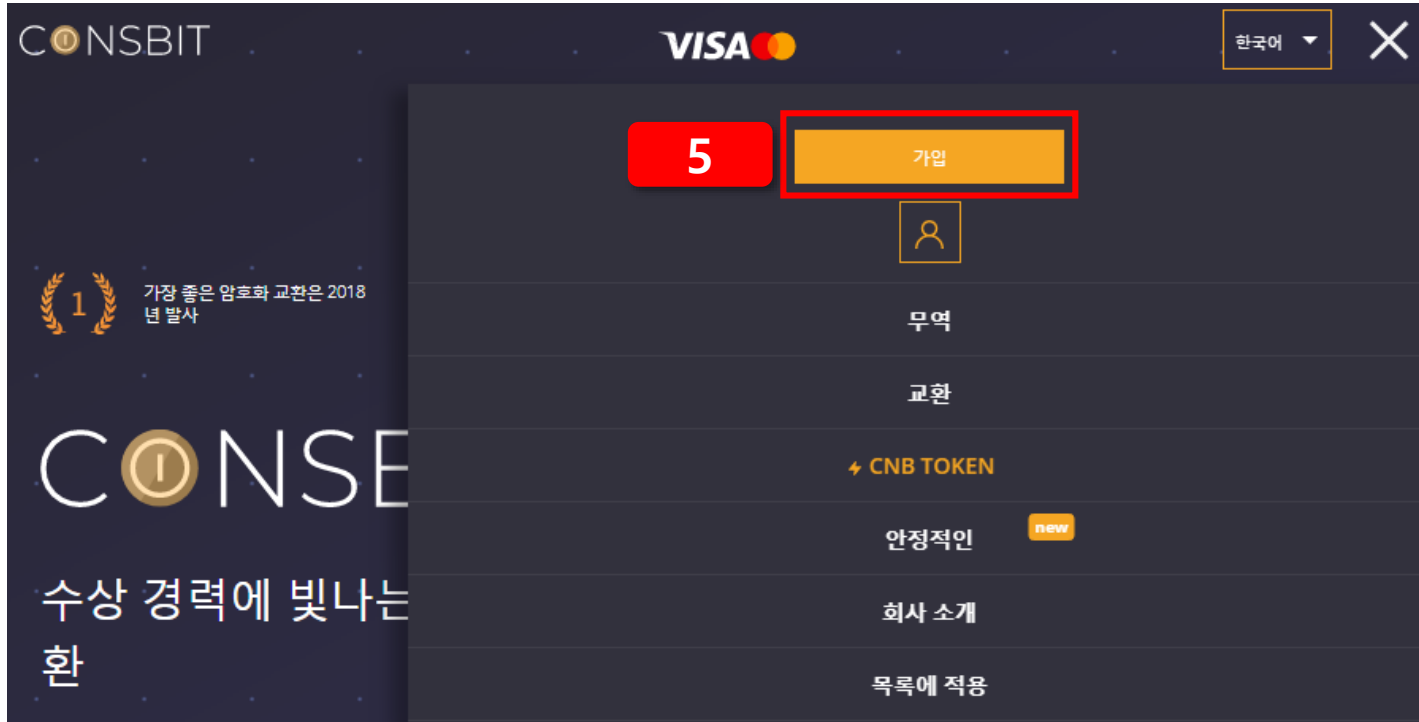 CONSBIT
VISA
한국어
5
가입
1
가장 좋은 암호화 교환은 2018
년 발사
무역
교환
CNB TOKEN
안정적인
new
회사 소개
목록에 적용
CONSB
수상 경력에 빛나는
환